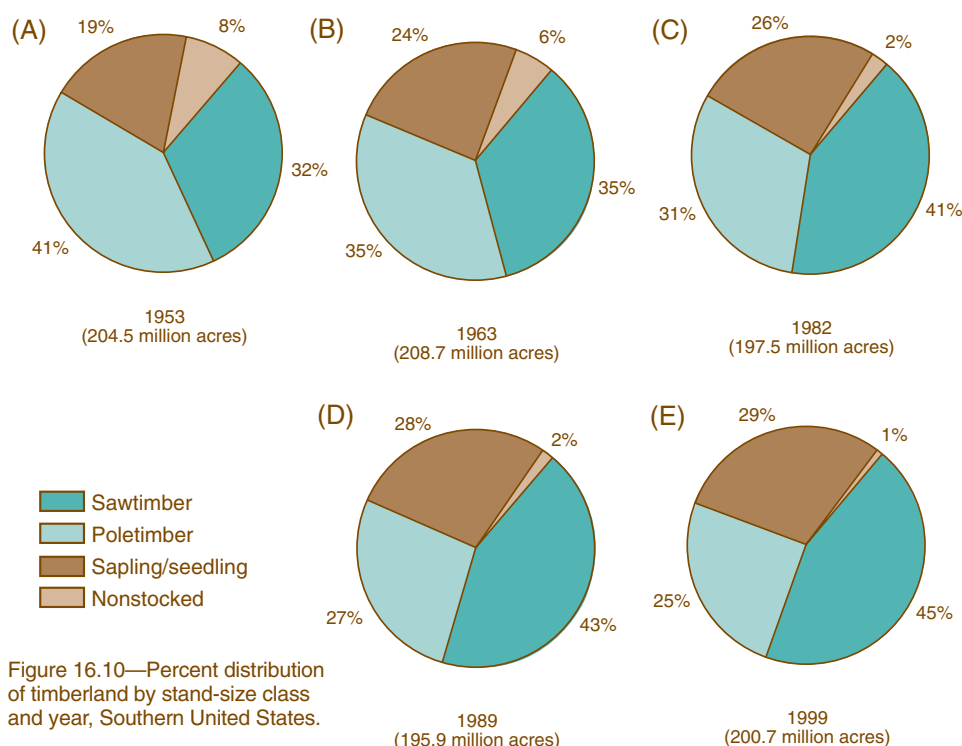 (A)
19%
8%
32%
41%
1953
(204.5 million acres)
(B)
24%
6%
35%
35%
1963
(208.7 million acres)
(C)
26%
2%
41%
31%
1982
(197.5 million acres)
(D)
28%
2%
43%
27%
1989
(195.9 million acres)
(E)
29%
1%
45%
25%
1999
(200.7 million acres)
Sawtimber
Poletimber
Sapling/seedling
Nonstocked
Figure 16.10—Percent distribution
of timberland by stand-size class
and year, Southern United States.